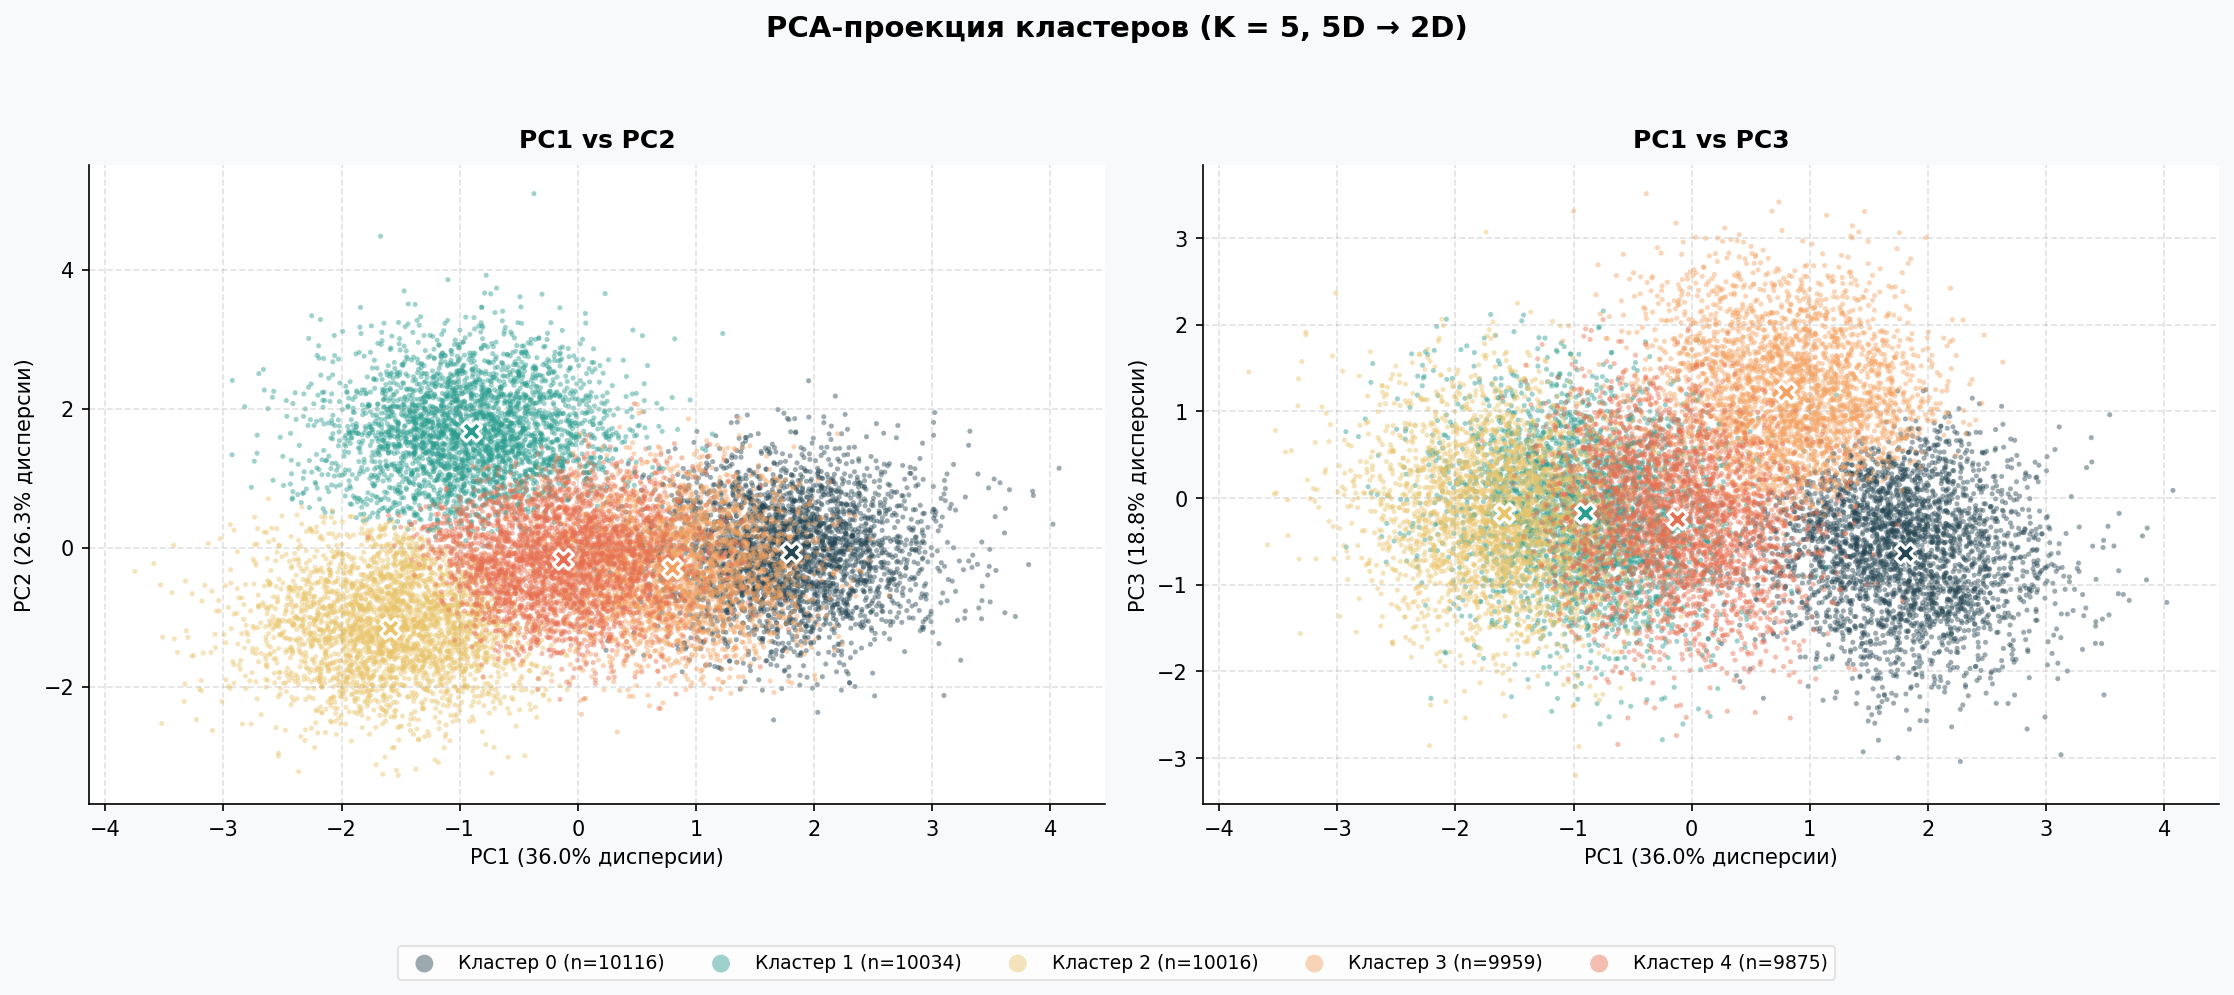 PCA-проекция кластеров (K = 5, 5D → 2D)
PC1 vs PC2
PC2 (26.3% дисперсии)
4
2
0
−2
−4
−3
−2
−1
0
1
2
3
4
PC1 (36.0% дисперсии)
PC1 vs PC3
PC3 (18.8% дисперсии)
3
2
1
0
−1
−2
−3
−4
−3
−2
−1
0
1
2
3
4
PC1 (36.0% дисперсии)
Кластер 0 (n=10116)
Кластер 1 (n=10034)
Кластер 2 (n=10016)
Кластер 3 (n=9959)
Кластер 4 (n=9875)